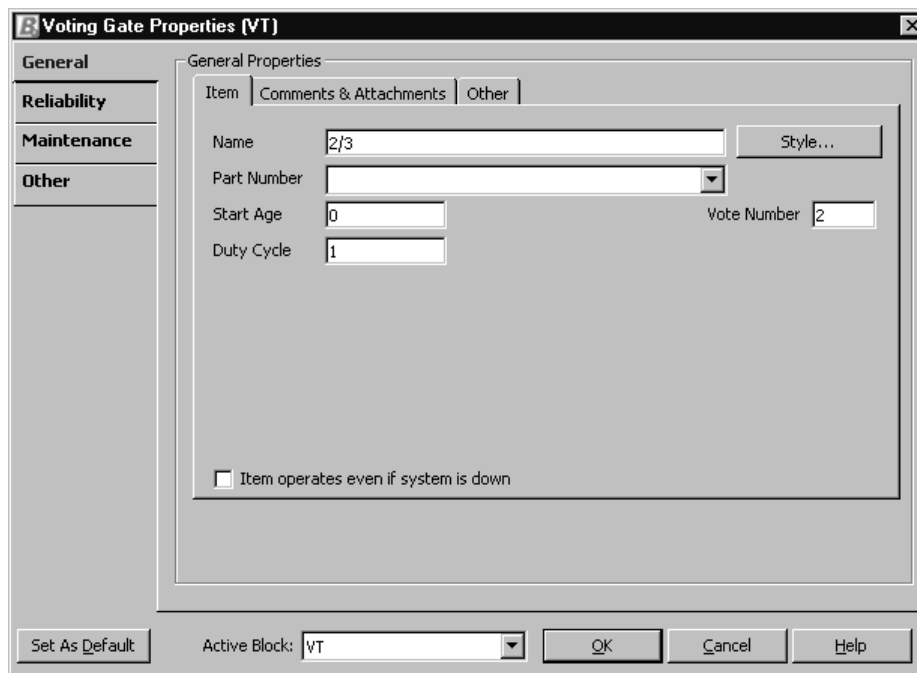 Voting Gate Properties (VT)
General
Reliability
Maintenance
Other
General Properties
Item Comments & Attachments Other
Name 2/3 Style...
Part Number
Start Age 0 Vote Number 2
Duty Cycle 1
Item operates even if system is down
Set As Default Active Block: VT OK Cancel Help